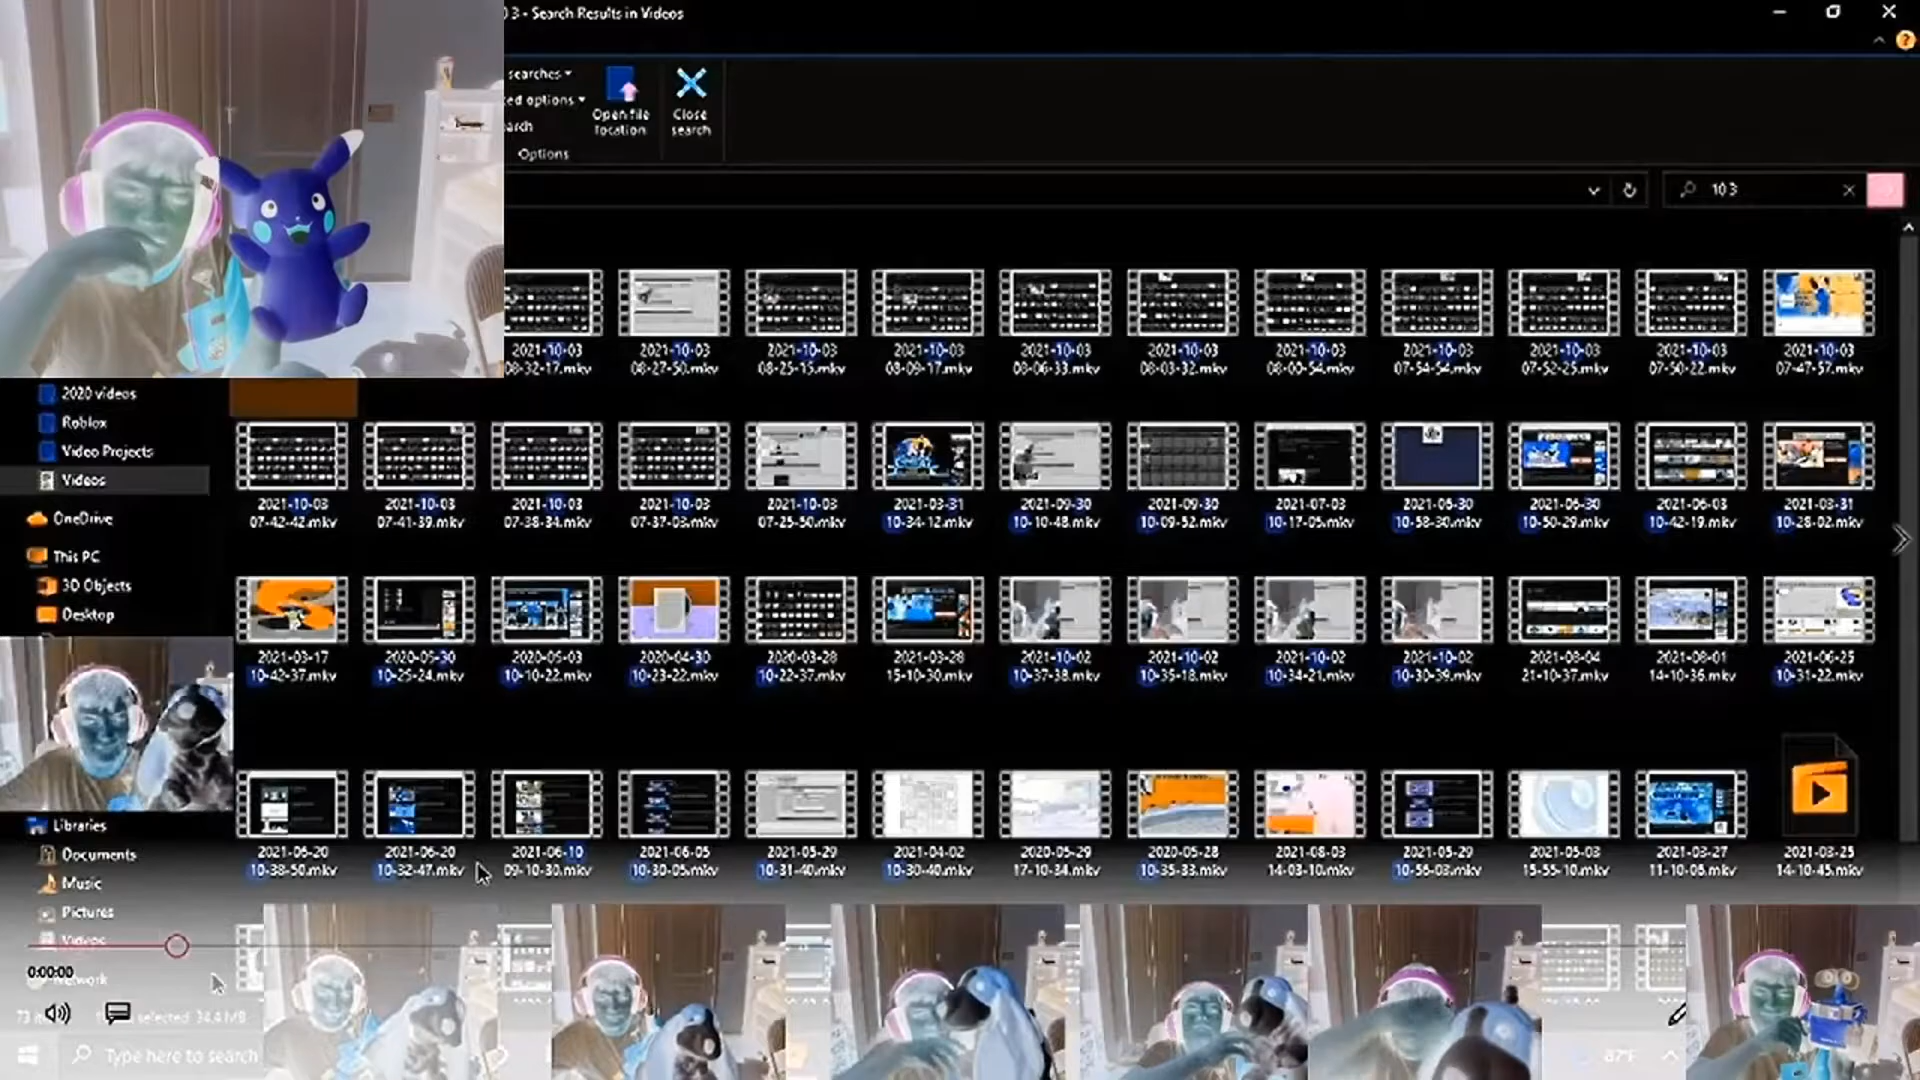 3 - Search Results in Videos
searches
ed options
arch
Open file
location
Close
search
Options
10 3
2021-10-03
08-32-17.mkv
2021-10-03
08-27-50.mkv
2021-10-03
08-25-15.mkv
2021-10-03
08-09-17.mkv
2021-10-03
08-06-33.mkv
2021-10-03
08-03-32.mkv
2021-10-03
08-00-54.mkv
2021-10-03
07-54-54.mkv
2021-10-03
07-52-25.mkv
2021-10-03
07-50-22.mkv
2021-10-03
07-47-57.mkv
2020 videos
Roblox
Video Projects
Videos
OneDrive
This PC
3D Objects
Desktop
2021-10-03
07-42-42.mkv
2021-10-03
07-41-39.mkv
2021-10-03
07-38-34.mkv
2021-10-03
07-37-03.mkv
2021-10-03
07-25-50.mkv
2021-03-31
10-34-12.mkv
2021-09-30
10-10-48.mkv
2021-09-30
10-09-52.mkv
2021-07-03
10-17-05.mkv
2021-06-30
10-58-30.mkv
2021-06-30
10-50-29.mkv
2021-06-03
10-42-19.mkv
2021-03-31
10-28-02.mkv
2021-03-17
10-42-37.mkv
2020-05-30
10-25-24.mkv
2020-05-03
10-10-22.mkv
2020-04-30
10-23-22.mkv
2020-03-28
10-22-37.mkv
2021-03-28
15-10-30.mkv
2021-10-02
10-37-38.mkv
2021-10-02
10-35-18.mkv
2021-10-02
10-34-21.mkv
2021-10-02
10-30-39.mkv
2021-08-04
21-10-37.mkv
2021-08-01
14-10-36.mkv
2021-06-25
10-31-22.mkv
Libraries
Documents
Music
Pictures
Videos
Network
2021-06-20
10-38-50.mkv
2021-06-20
10-32-47.mkv
2021-06-10
09-10-30.mkv
2021-06-05
10-30-05.mkv
2021-05-29
10-31-40.mkv
2021-04-02
10-30-40.mkv
2020-05-29
17-10-34.mkv
2020-05-28
10-35-33.mkv
2021-08-03
14-03-10.mkv
2021-05-29
10-56-03.mkv
2021-05-03
15-55-10.mkv
2021-03-27
11-10-06.mkv
2021-03-25
14-10-45.mkv
0:00:00
selected 34.4 MB
Type here to search
87°F